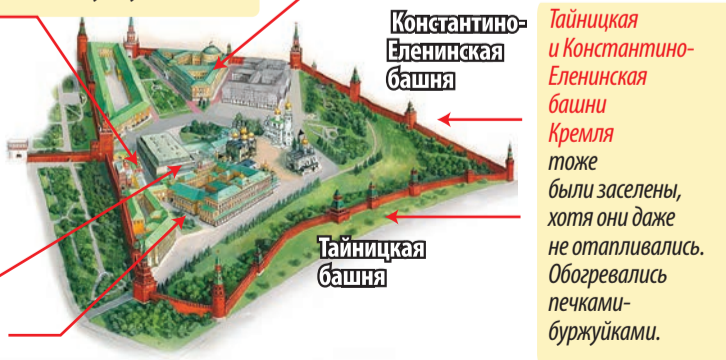 Константино-
Еленинская
башня
Тайницкая
башня
Тайницкая
и Константино-
Еленинская
башни
Кремля
тоже
были заселены,
хотя они даже
не отапливались.
Обогревались
печками-
буржуйками.